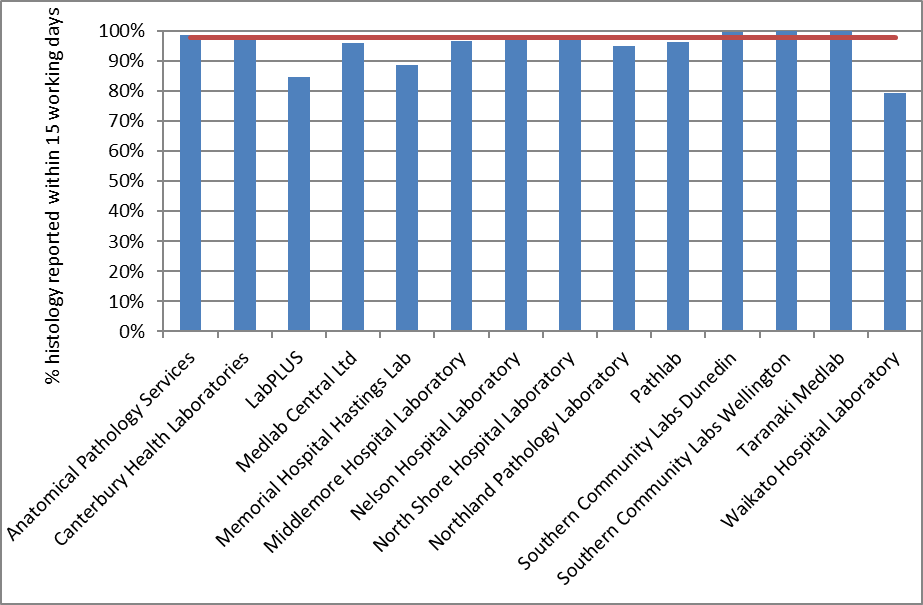 % histology reported within 15 working days
100%
90%
80%
70%
60%
50%
40%
30%
20%
10%
0%
Anatomical Pathology Services
Canterbury Health Laboratories
LabPLUS
Medlab Central Ltd
Memorial Hospital Hastings Lab
Middlemore Hospital Laboratory
Nelson Hospital Laboratory
North Shore Hospital Laboratory
Northland Pathology Laboratory
Pathlab
Southern Community Labs Dunedin
Southern Community Labs Wellington
Taranaki Medlab
Waikato Hospital Laboratory